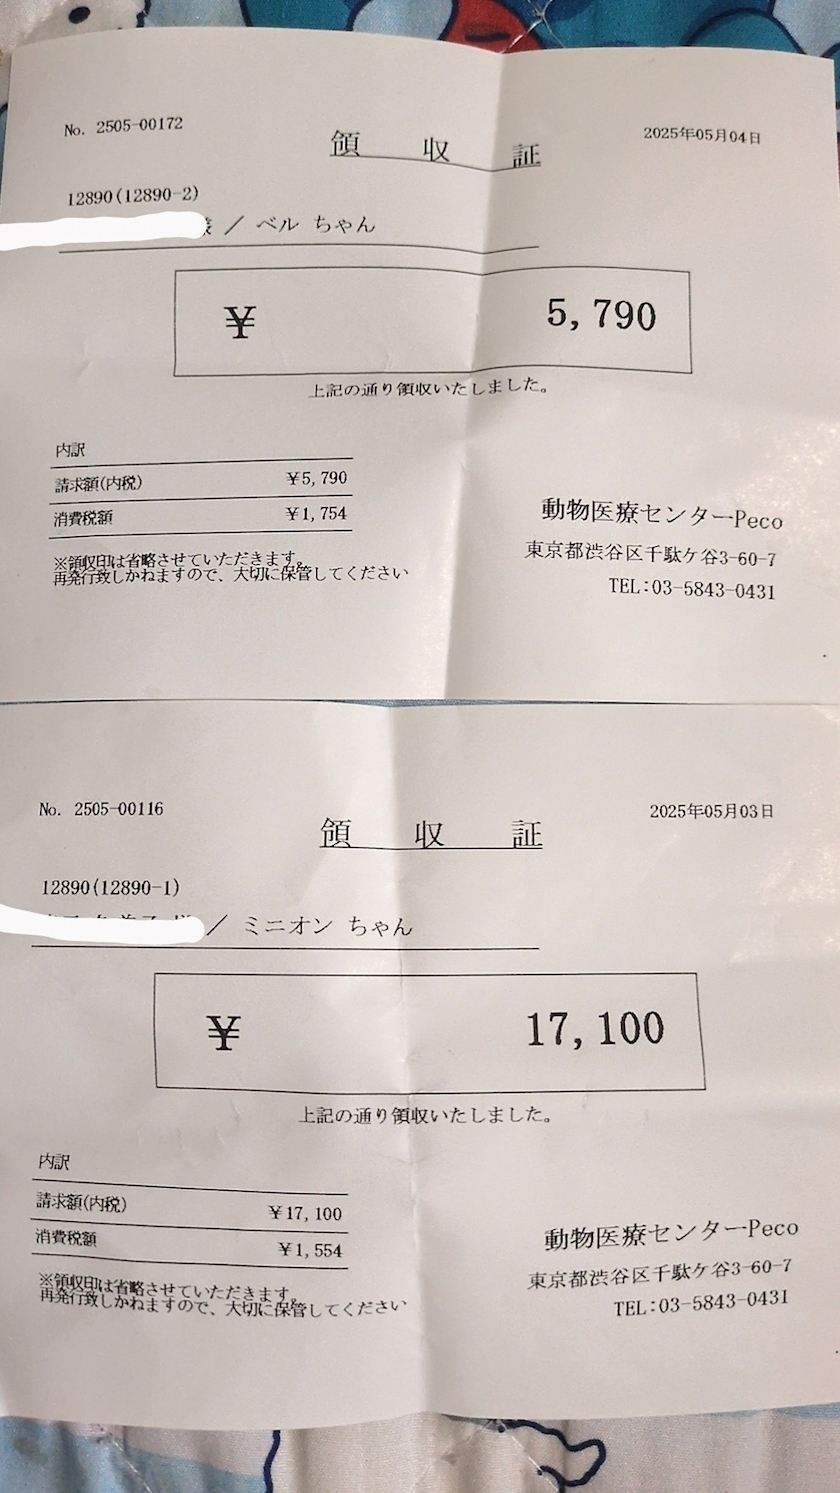 No. 2505-00172
2025年05月04日
領 収 証
12890(12890-2)
様 / ベル ちゃん
¥ 5,790
上記の通り領収いたしました。
内訳
請求額(内税) ¥5,790
消費税額 ¥1,754
※領収印は省略させていただきます。
再発行致しかねますので、大切に保管してください
動物医療センターPeco
東京都渋谷区千駄ケ谷3-60-7
TEL:03-5843-0431
No. 2505-00116
2025年05月03日
領 収 証
12890(12890-1)
/ ミニオン ちゃん
¥ 17,100
上記の通り領収いたしました。
内訳
請求額(内税) ¥17,100
消費税額 ¥1,554
※領収印は省略させていただきます。
再発行致しかねますので、大切に保管してください
動物医療センターPeco
東京都渋谷区千駄ケ谷3-60-7
TEL:03-5843-0431